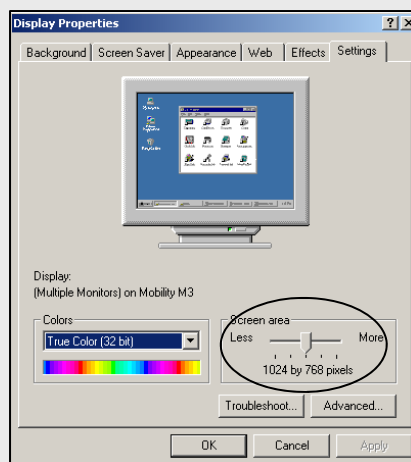 Display Properties
Background Screen Saver Appearance Web Effects Settings
Display:
(Multiple Monitors) on Mobility M3
Colors
True Color (32 bit)
Screen area
Less More
1024 by 768 pixels
Troubleshoot... Advanced...
OK Cancel Apply